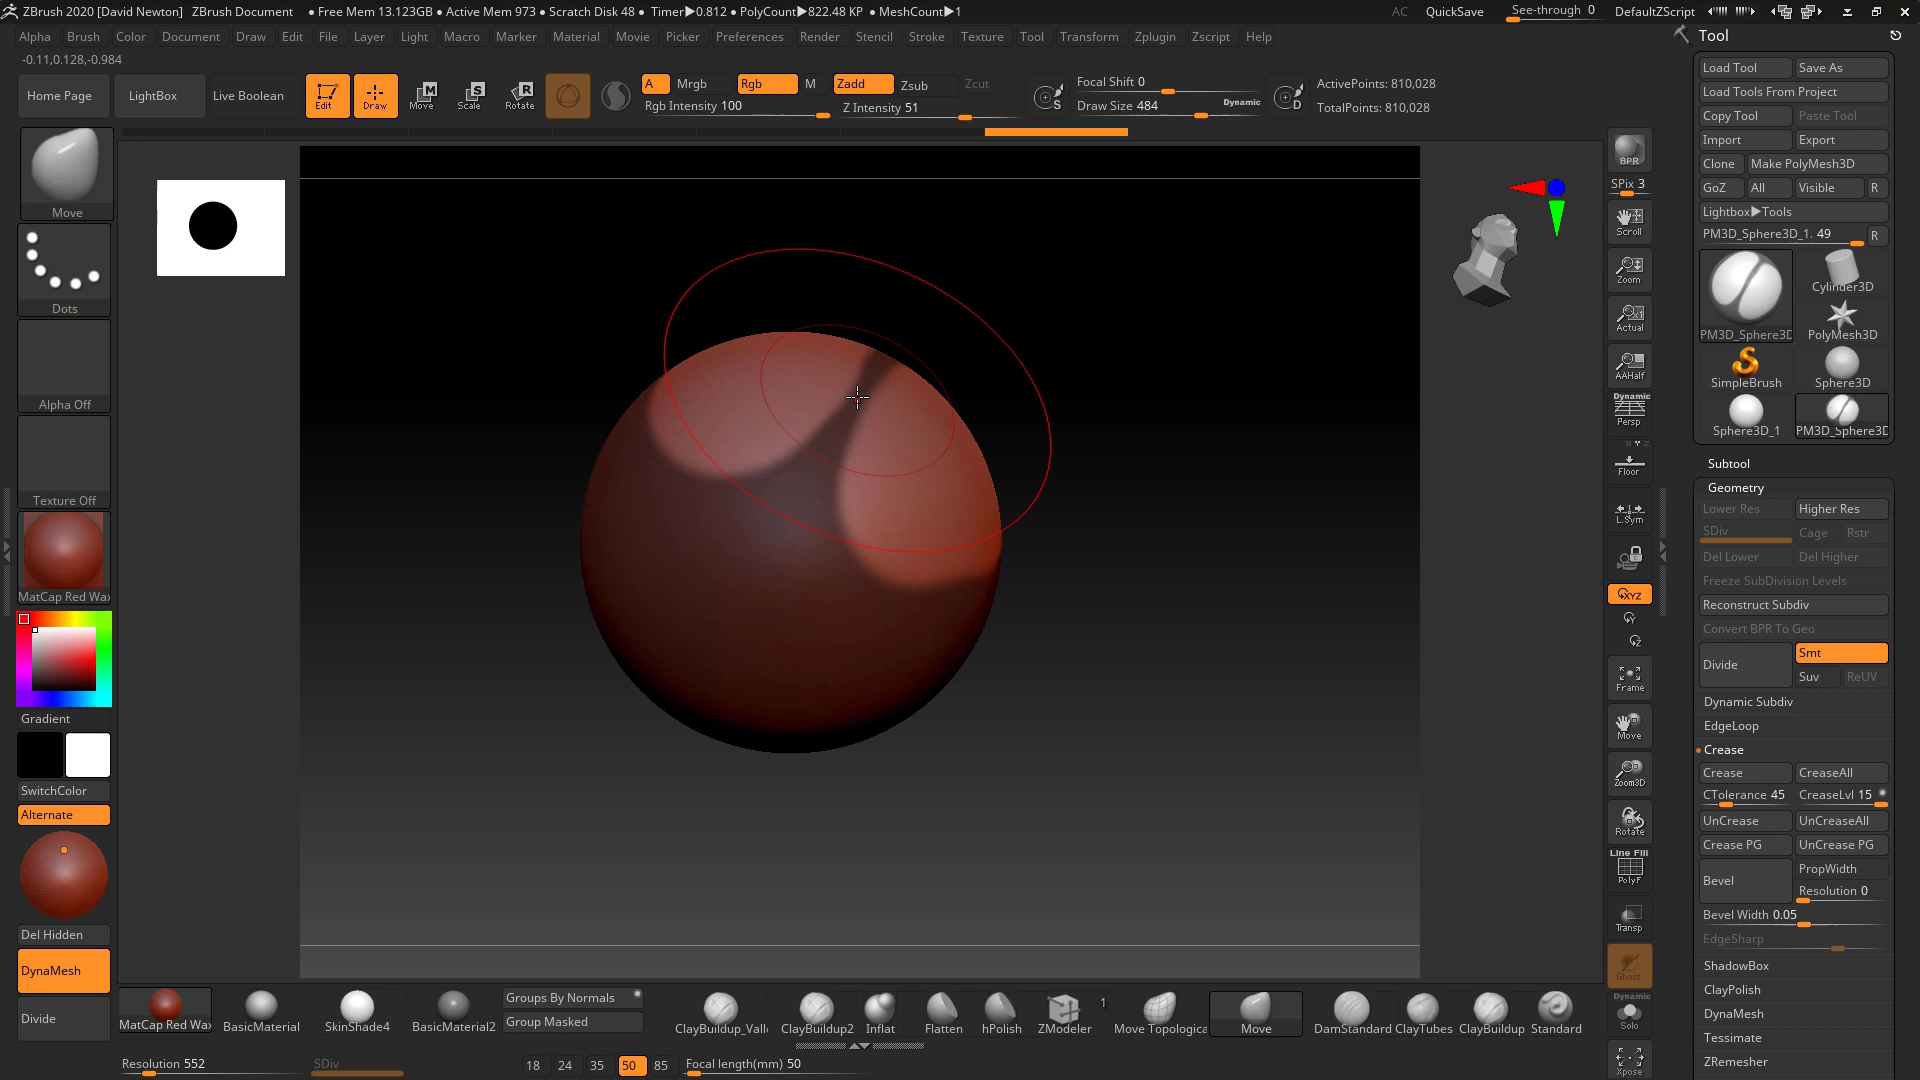 ZBrush 2020 [David Newton] ZBrush Document • Free Mem 13.123GB • Active Mem 973 • Scratch Disk 48 • Timer▶0.812 • PolyCount▶822.48 KP • MeshCount▶1 AC QuickSave See-through 0 DefaultZScript
Alpha Brush Color Document Draw Edit File Layer Light Macro Marker Material Movie Picker Preferences Render Stencil Stroke Texture Tool Transform Zplugin Zscript Help
-0.11,0.128,-0.984
Home Page LightBox Live Boolean Edit Draw Move Scale Rotate
A Mrgb Rgb M Zadd Zsub Zcut
Rgb Intensity 100 Z Intensity 51
Focal Shift 0
Draw Size 484 Dynamic
ActivePoints: 810,028
TotalPoints: 810,028
Move
Dots
Alpha Off
Texture Off
MatCap Red Wax
Gradient
SwitchColor
Alternate
Del Hidden
DynaMesh
Divide
BPR
SPix 3
Scroll
Zoom
Actual
AAHalf
Dynamic
Persp
Floor
L.Sym
XYZ
Y
Z
Frame
Move
Zoom3D
Rotate
Line Fill
PolyF
Transp
Ghost
Dynamic
Solo
Xpose
Tool
Load Tool Save As
Load Tools From Project
Copy Tool Paste Tool
Import Export
Clone Make PolyMesh3D
GoZ All Visible R
Lightbox▶Tools
PM3D_Sphere3D_1. 49 R
PM3D_Sphere3D Cylinder3D
PolyMesh3D
SimpleBrush Sphere3D
Sphere3D_1 PM3D_Sphere3D
Subtool
Geometry
Lower Res Higher Res
SDiv Cage Rstr
Del Lower Del Higher
Freeze SubDivision Levels
Reconstruct Subdiv
Convert BPR To Geo
Divide Smt
Suv ReUV
Dynamic Subdiv
EdgeLoop
Crease
Crease CreaseAll
CTolerance 45 CreaseLvl 15
UnCrease UnCreaseAll
Crease PG UnCrease PG
Bevel PropWidth
Resolution 0
Bevel Width 0.05
EdgeSharp
ShadowBox
ClayPolish
DynaMesh
Tessimate
ZRemesher
MatCap Red Wax BasicMaterial SkinShade4 BasicMaterial2
Groups By Normals
Group Masked
ClayBuildup_Valle ClayBuildup2 Inflat Flatten hPolish ZModeler 1 Move Topologica Move DamStandard ClayTubes ClayBuildup Standard
Resolution 552 SDiv 18 24 35 50 85 Focal length(mm) 50